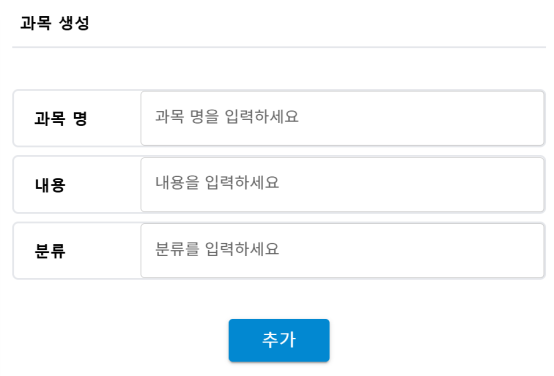 과목 생성
과목 명 과목 명을 입력하세요
내용 내용을 입력하세요
분류 분류를 입력하세요
추가